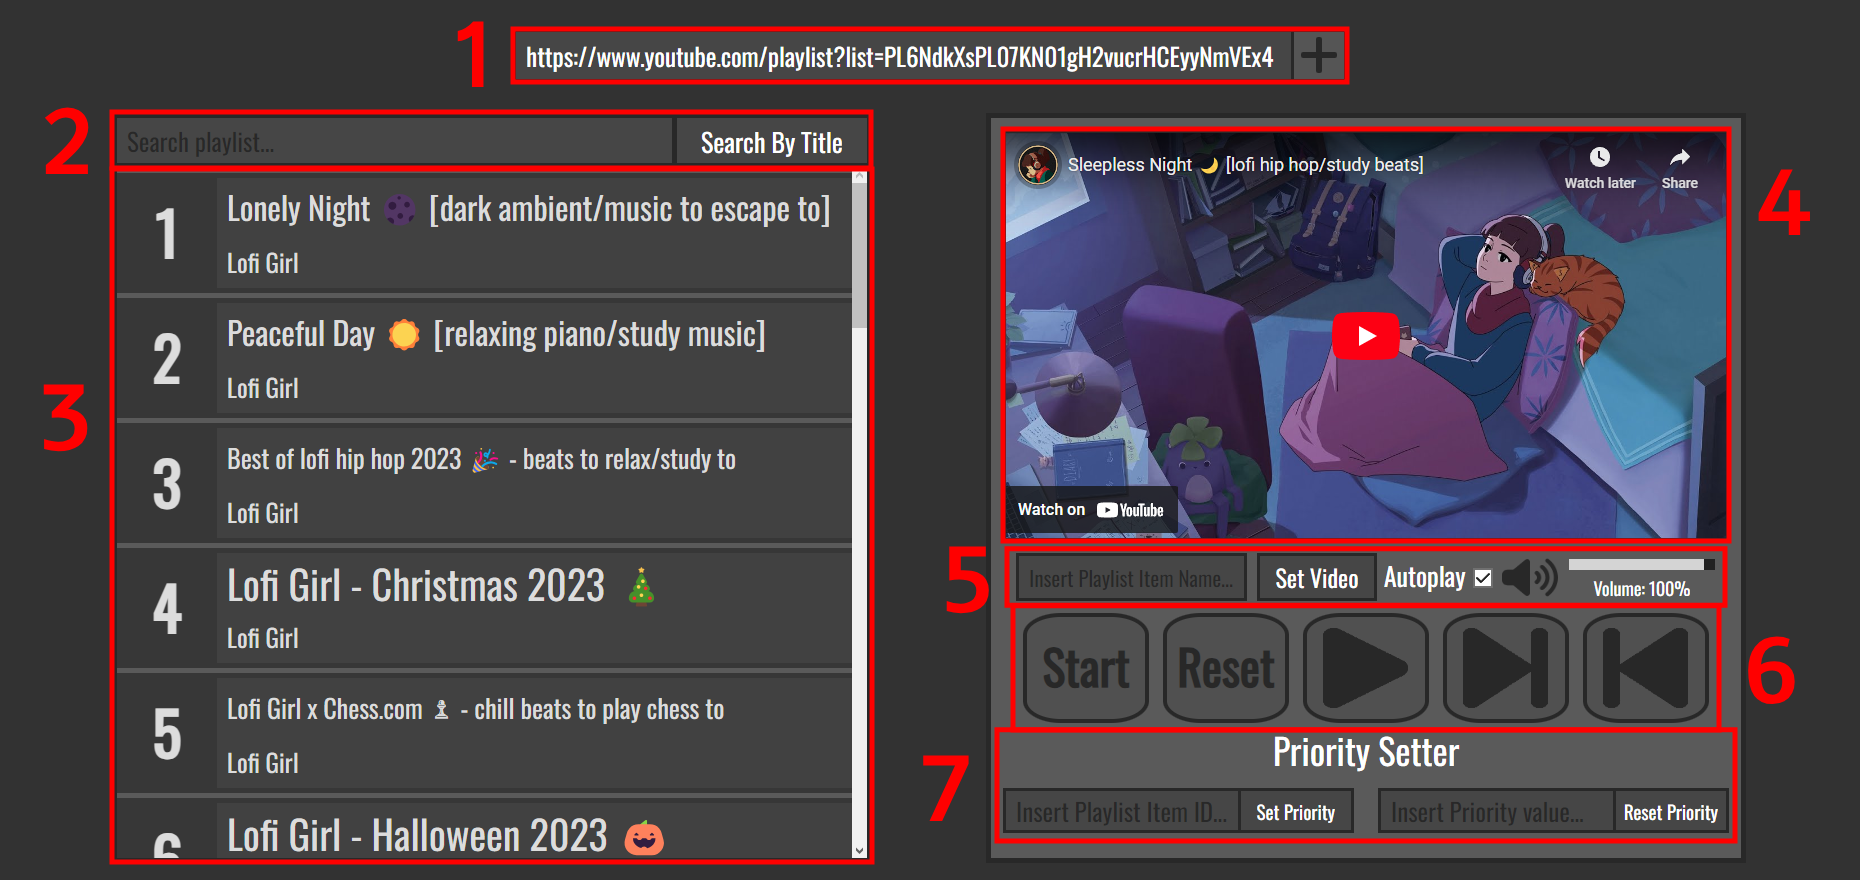 1
https://www.youtube.com/playlist?list=PL6NdkXsPL07KN01gH2vucrHCEyyNmVEx4
2
Search playlist...
Search By Title
3
1
Lonely Night 🌑 [dark ambient/music to escape to]
Lofi Girl
2
Peaceful Day ☀️ [relaxing piano/study music]
Lofi Girl
3
Best of lofi hip hop 2023 🎉 - beats to relax/study to
Lofi Girl
4
Lofi Girl - Christmas 2023 🎄
Lofi Girl
5
Lofi Girl x Chess.com ♟ - chill beats to play chess to
Lofi Girl
6
Lofi Girl - Halloween 2023 🎃
4
Sleepless Night 🌙 [lofi hip hop/study beats]
Watch later
Share
Watch on YouTube
5
Insert Playlist Item Name...
Set Video
Autoplay
Volume: 100%
6
Start
Reset
7
Priority Setter
Insert Playlist Item ID...
Set Priority
Insert Priority value...
Reset Priority